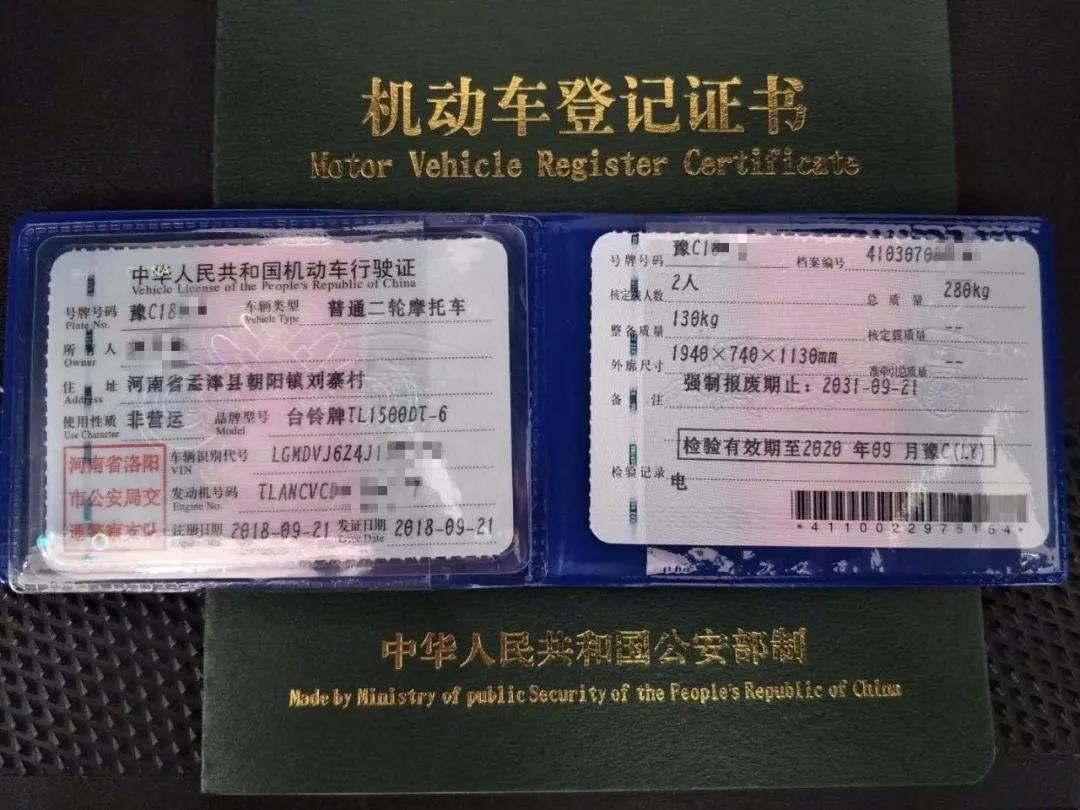 机动车登记证书
Motor Vehicle Register Certificate
中华人民共和国机动车行驶证
Vehicle License of the People's Republic of China
号牌号码 豫C18 车辆类型 普通二轮摩托车
Plate No. Vehicle Type
所有人
Owner
住址 河南省孟津县朝阳镇刘寨村
Address
使用性质 非营运 品牌型号 台铃牌TL1500DT-6
Use Character Model
河南省洛阳
市公安局交
通警察支队
车辆识别代号 LGMDVJ6Z4J1
VIN
发动机号码 TLANCVCD 7
Engine No.
注册日期 2018-09-21 发证日期 2018-09-21
Issue Date
号牌号码 豫C18 档案编号 4103070
核定载人数 2人 总质量 280kg
整备质量 130kg 核定载质量 --
外廓尺寸 1940×740×1130mm 准牵引总质量 --
备注 强制报废期止:2031-09-21
检验有效期至2020 年09 月豫C(LY)
检验记录 电
*4110022975164*
中华人民共和国公安部制
Made by Ministry of public Security of the People's Republic of China